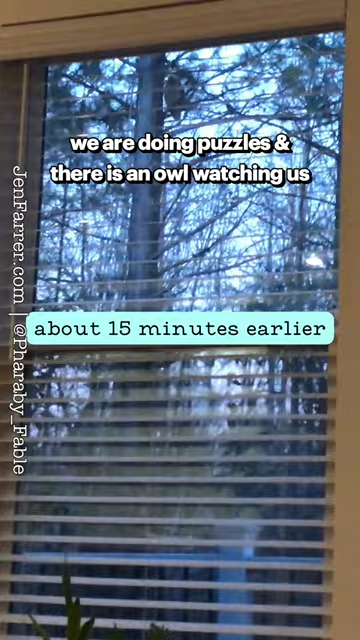 we are doing puzzles &
there is an owl watching us
about 15 minutes earlier
JenFarrer.com | @Pharaby_Fable